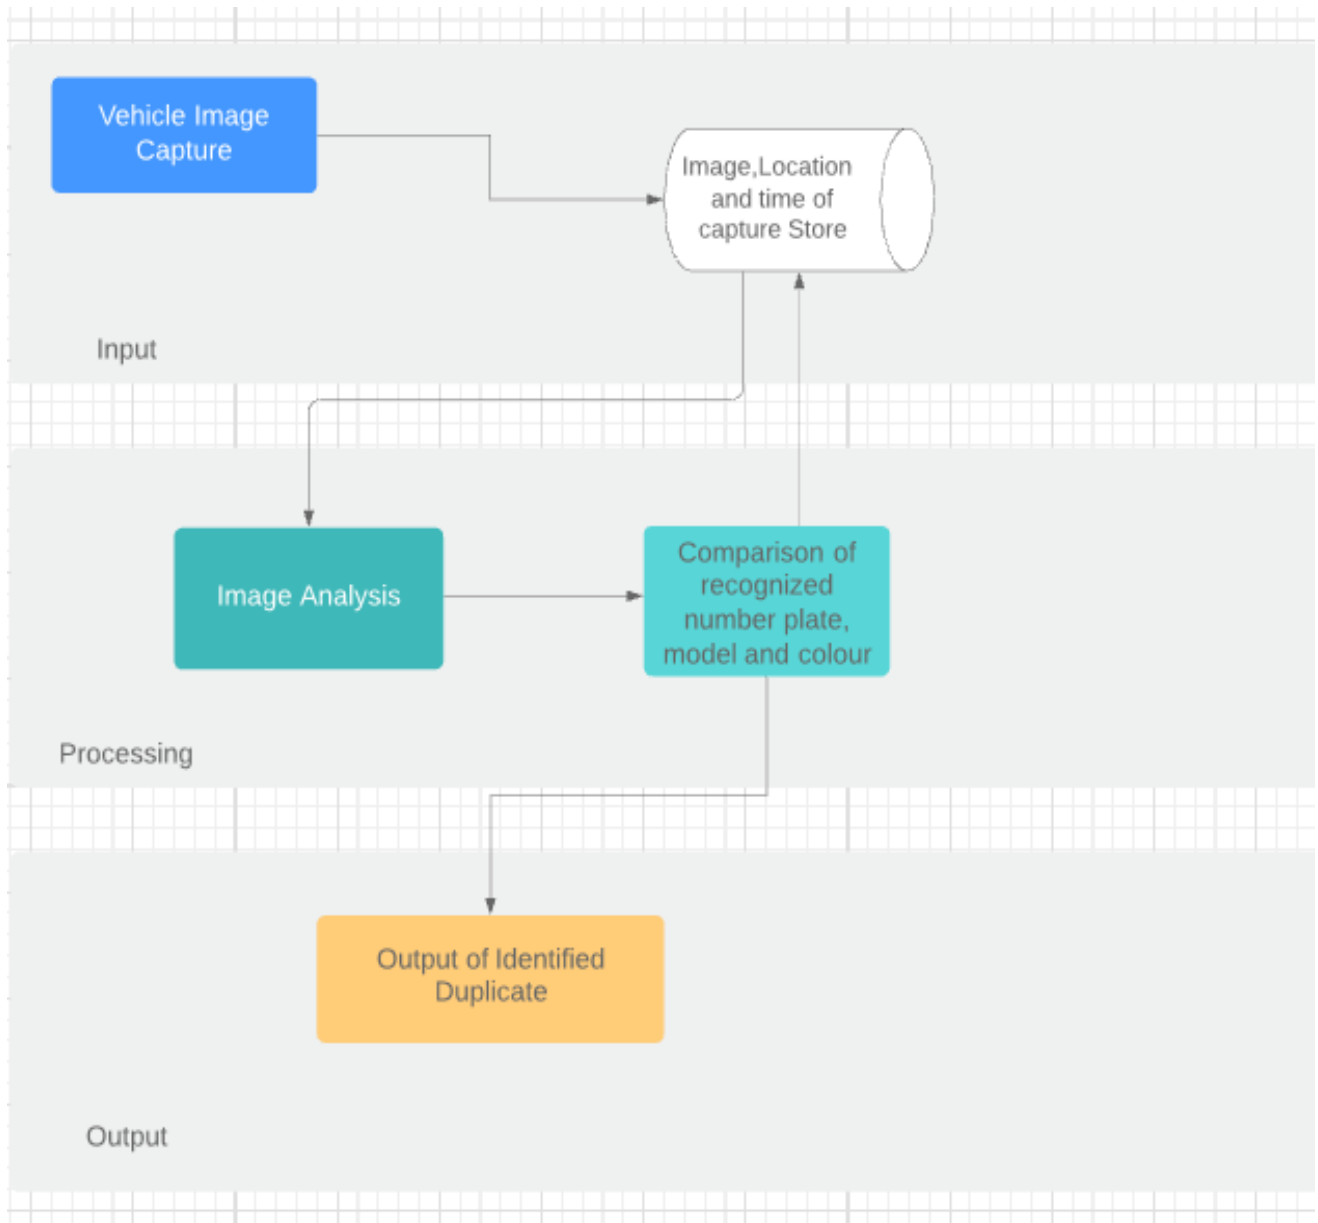 Vehicle Image
Capture
Image,Location
and time of
capture Store
Input
Image Analysis
Comparison of
recognized
number plate,
model and colour
Processing
Output of Identified
Duplicate
Output